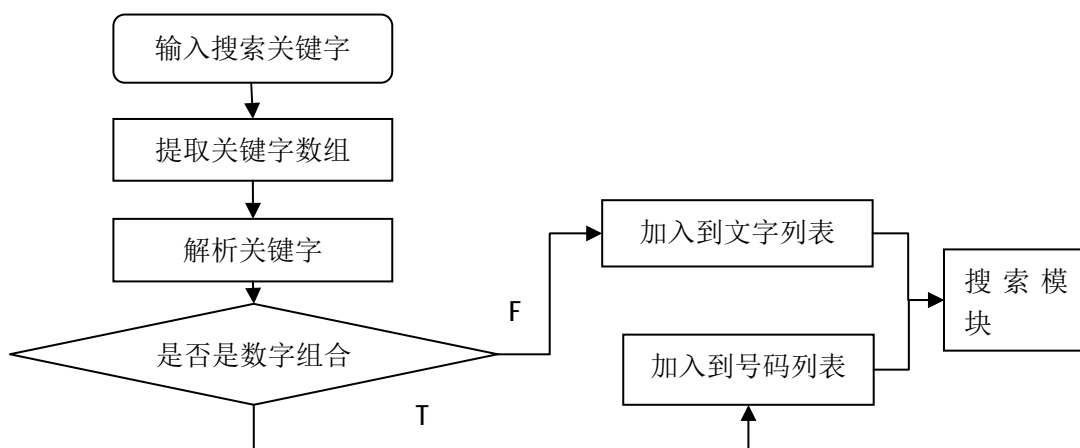 输入搜索关键字
提取关键字数组
解析关键字
是否是数字组合
F
T
加入到文字列表
加入到号码列表
搜索模
块